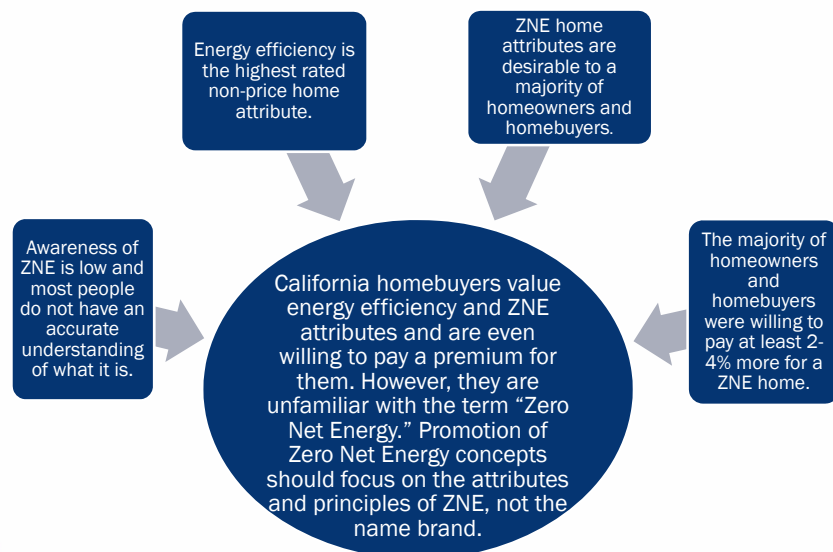 Energy efficiency is
the highest rated
non-price home
attribute.
ZNE home
attributes are
desirable to a
majority of
homeowners and
homebuyers.
Awareness of
ZNE is low and
most people
do not have an
accurate
understanding
of what it is.
California homebuyers value
energy efficiency and ZNE
attributes and are even
willing to pay a premium for
them. However, they are
unfamiliar with the term “Zero
Net Energy.” Promotion of
Zero Net Energy concepts
should focus on the attributes
and principles of ZNE, not the
name brand.
The majority of
homeowners
and
homebuyers
were willing to
pay at least 2-
4% more for a
ZNE home.